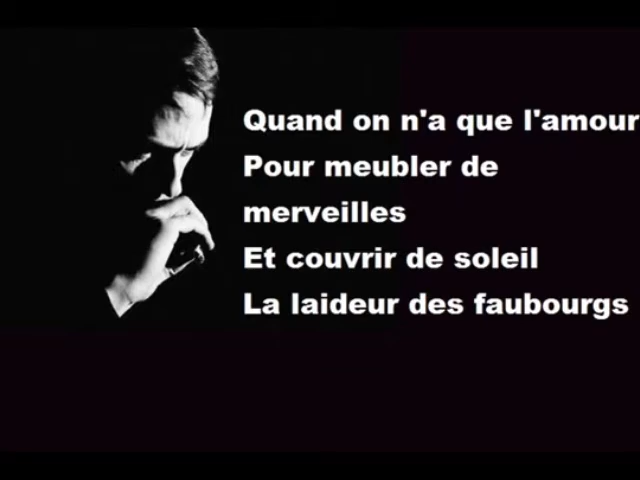 Quand on n'a que l'amour
Pour meubler de
merveilles
Et couvrir de soleil
La laideur des faubourgs